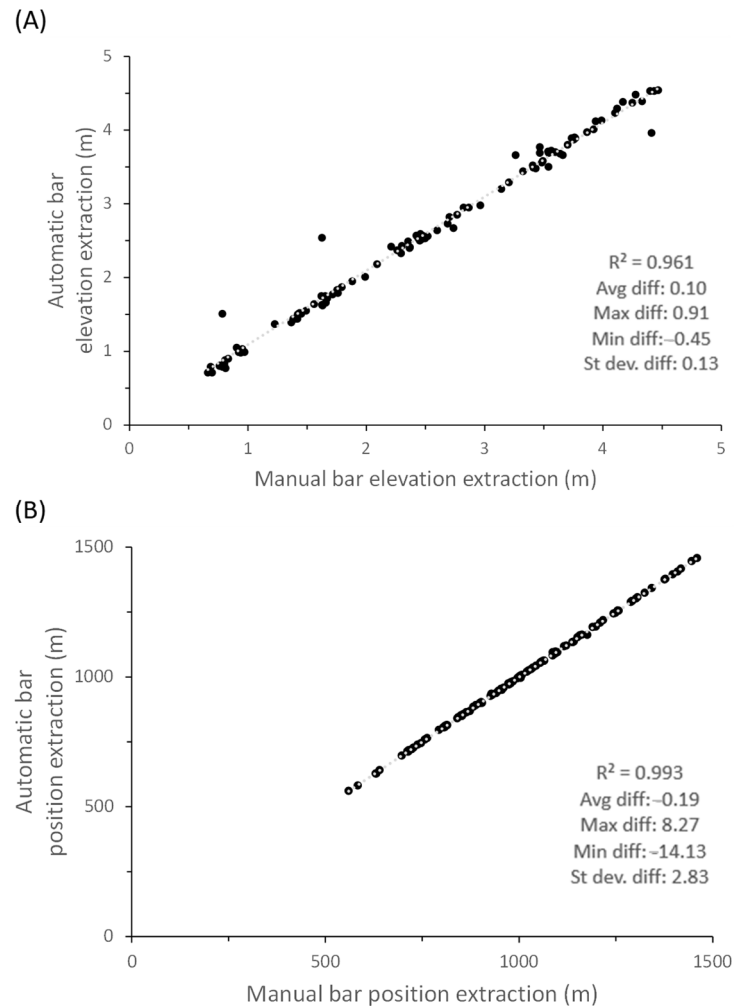 (A)
5
4
3
2
1
0
0 1 2 3 4 5
Automatic bar
elevation extraction (m)
R² = 0.961
Avg diff: 0.10
Max diff: 0.91
Min diff:–0.45
St dev. diff: 0.13
Manual bar elevation extraction (m)
(B)
1500
1000
500
0
0 500 1000 1500
Automatic bar
position extraction (m)
R² = 0.993
Avg diff:–0.19
Max diff: 8.27
Min diff:–14.13
St dev. diff: 2.83
Manual bar position extraction (m)